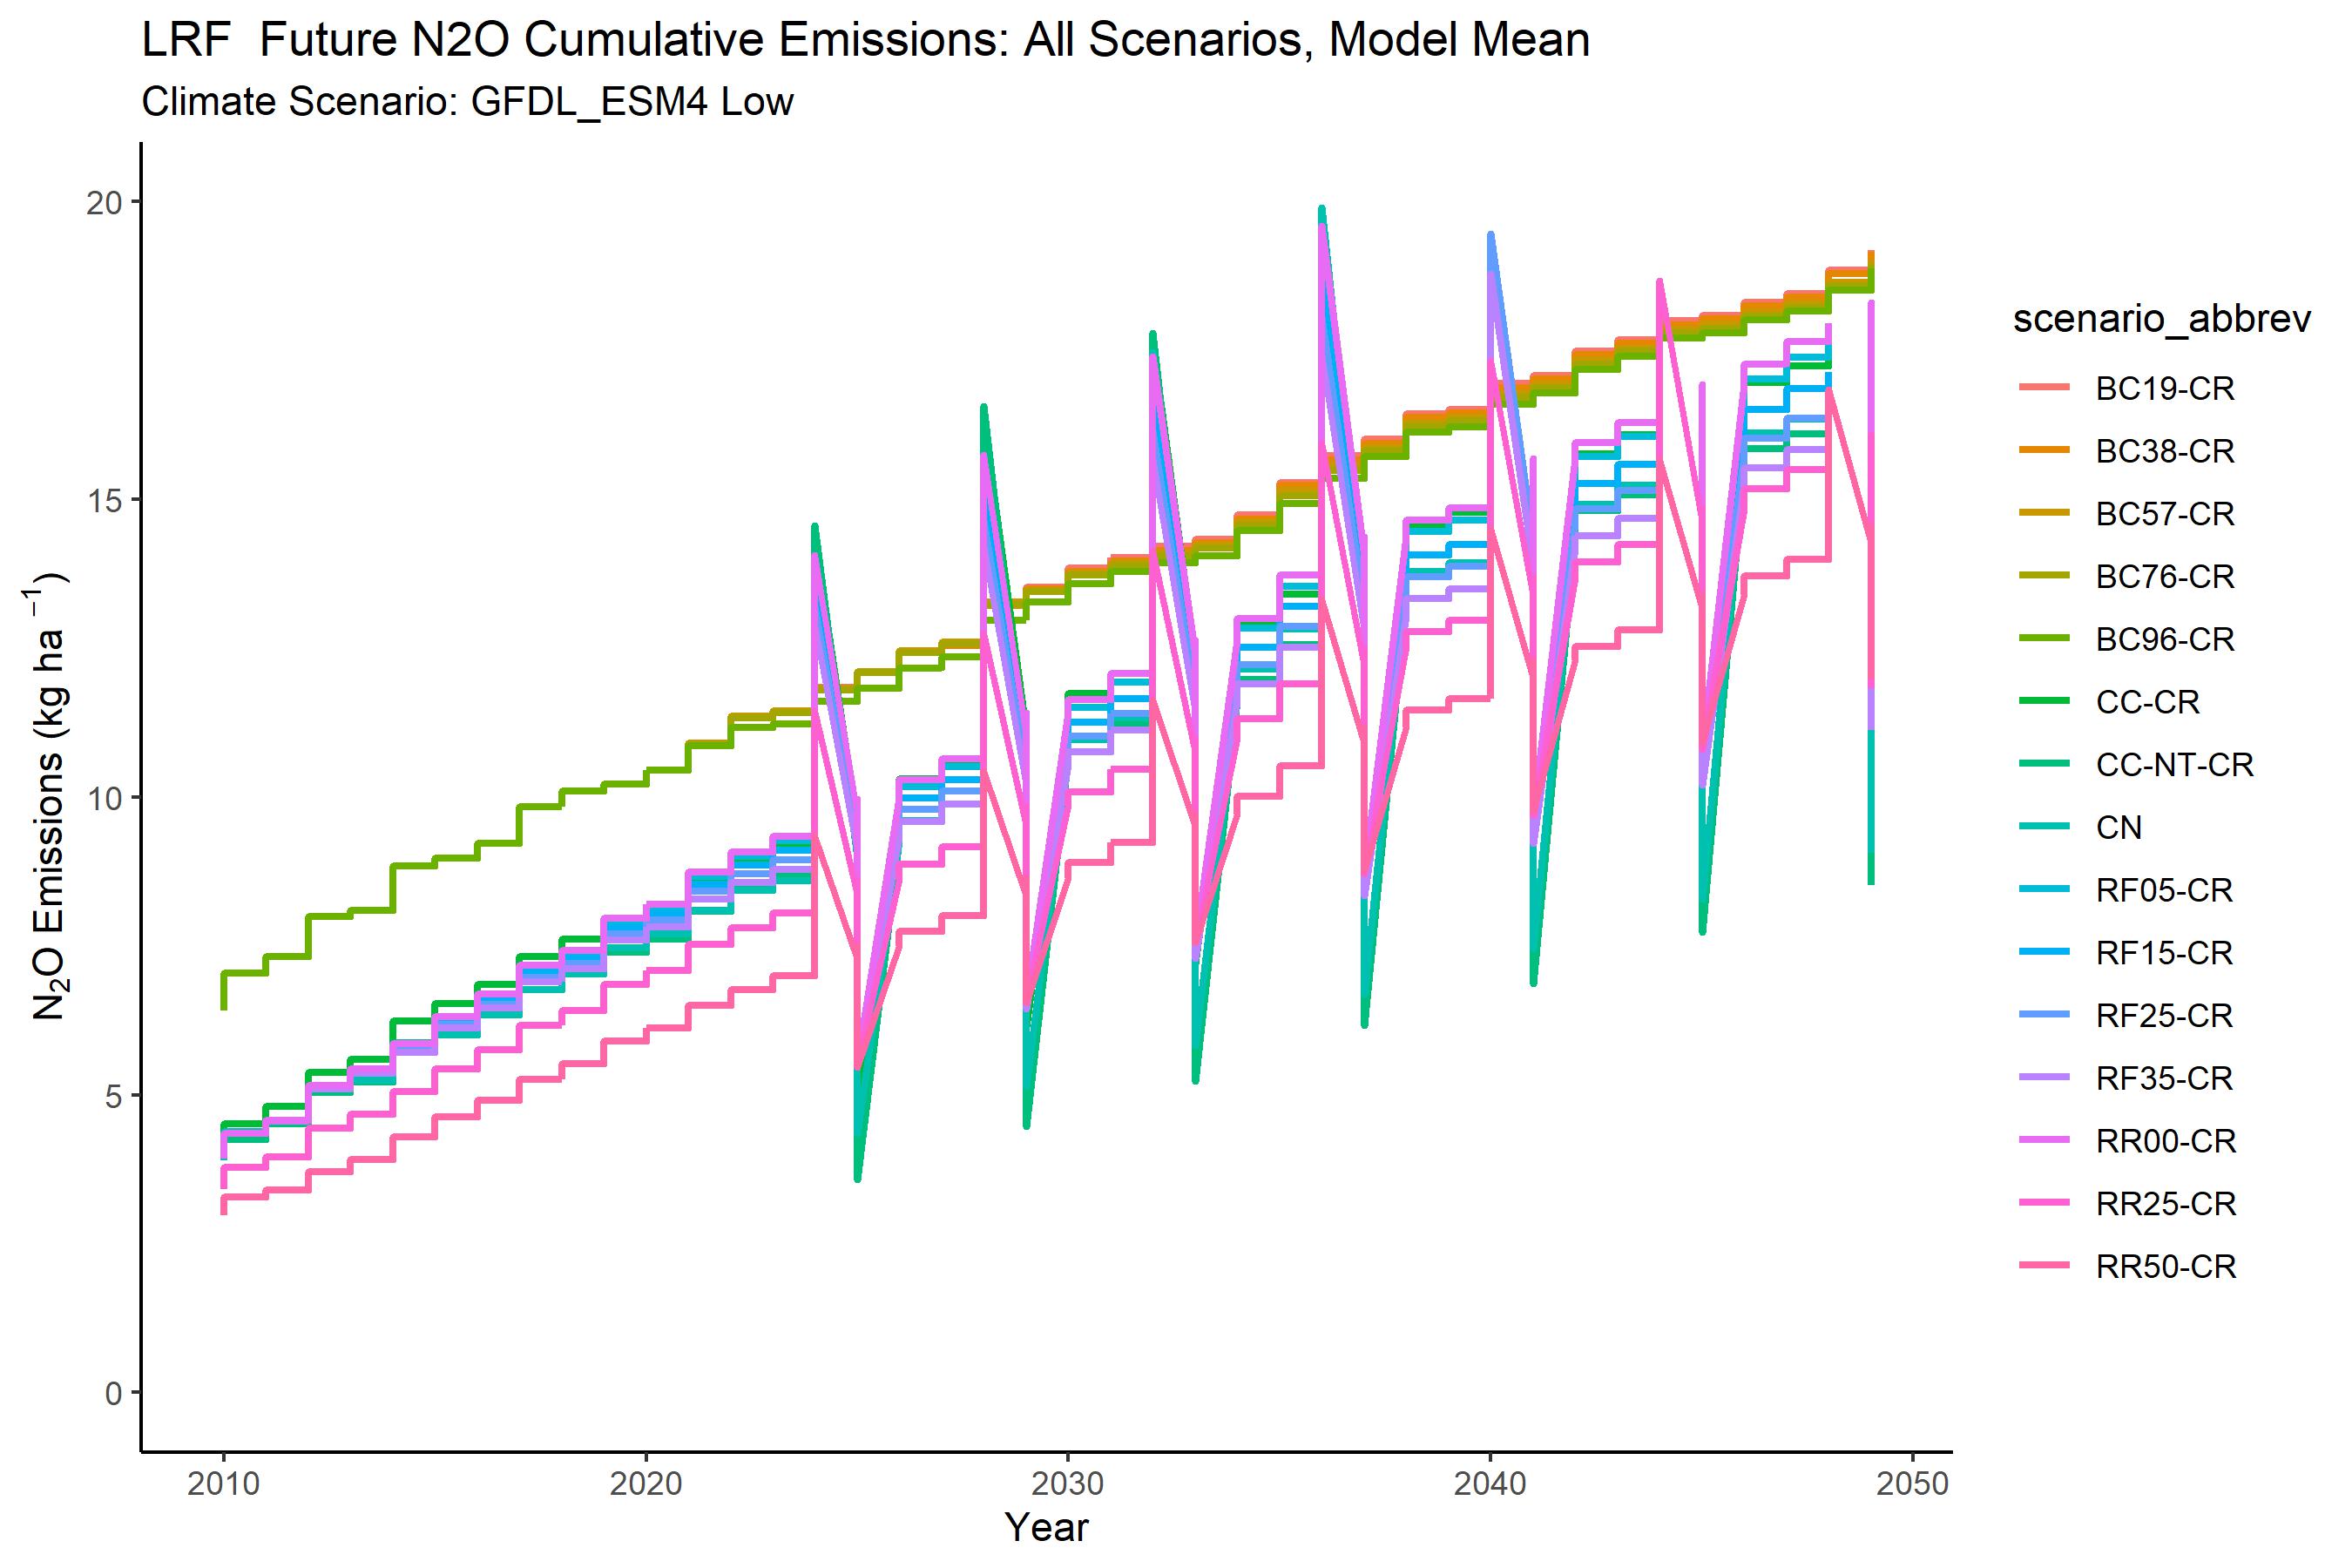 LRF  Future N2O Cumulative Emissions: All Scenarios, Model Mean
Climate Scenario: GFDL_ESM4 Low
N₂O Emissions (kg ha ⁻¹)
20
15
10
5
0
2010
2020
2030
2040
2050
Year
scenario_abbrev
BC19-CR
BC38-CR
BC57-CR
BC76-CR
BC96-CR
CC-CR
CC-NT-CR
CN
RF05-CR
RF15-CR
RF25-CR
RF35-CR
RR00-CR
RR25-CR
RR50-CR